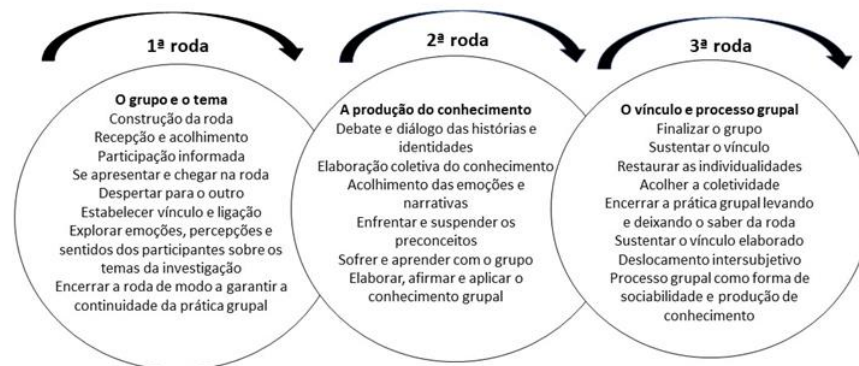 1ª roda
O grupo e o tema
Construção da roda
Recepção e acolhimento
Participação informada
Se apresentar e chegar na roda
Despertar para o outro
Estabelecer vínculo e ligação
Explorar emoções, percepções e
sentidos dos participantes sobre os
temas da investigação
Encerrar a roda de modo a garantir a
continuidade da prática grupal
2ª roda
A produção do conhecimento
Debate e diálogo das histórias e
identidades
Elaboração coletiva do conhecimento
Acolhimento das emoções e
narrativas
Enfrentar e suspender os
preconceitos
Sofrer e aprender com o grupo
Elaborar, afirmar e aplicar o
conhecimento grupal
3ª roda
O vínculo e processo grupal
Finalizar o grupo
Sustentar o vínculo
Restaurar as individualidades
Acolher a coletividade
Encerrar a prática grupal levando
e deixando o saber da roda
Sustentar o vínculo elaborado
Deslocamento intersubjetivo
Processo grupal como forma de
sociabilidade e produção de
conhecimento